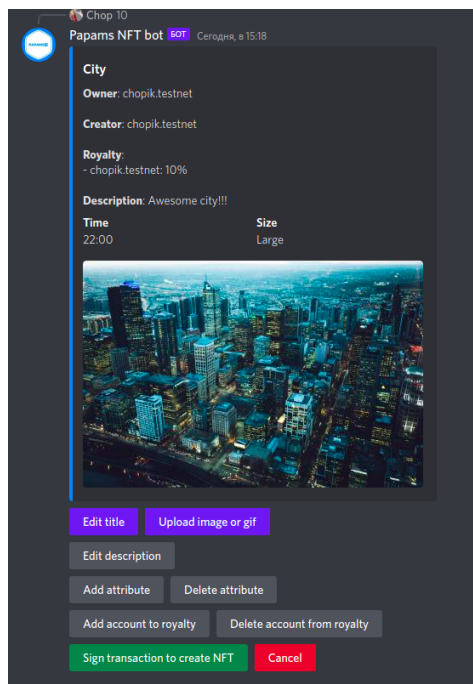 Chop 10
Papams NFT bot БОТ Сегодня, в 15:18
City
Owner: chopik.testnet
Creator: chopik.testnet
Royalty:
- chopik.testnet: 10%
Description: Awesome city!!!
Time Size
22:00 Large
Edit title Upload image or gif
Edit description
Add attribute Delete attribute
Add account to royalty Delete account from royalty
Sign transaction to create NFT Cancel